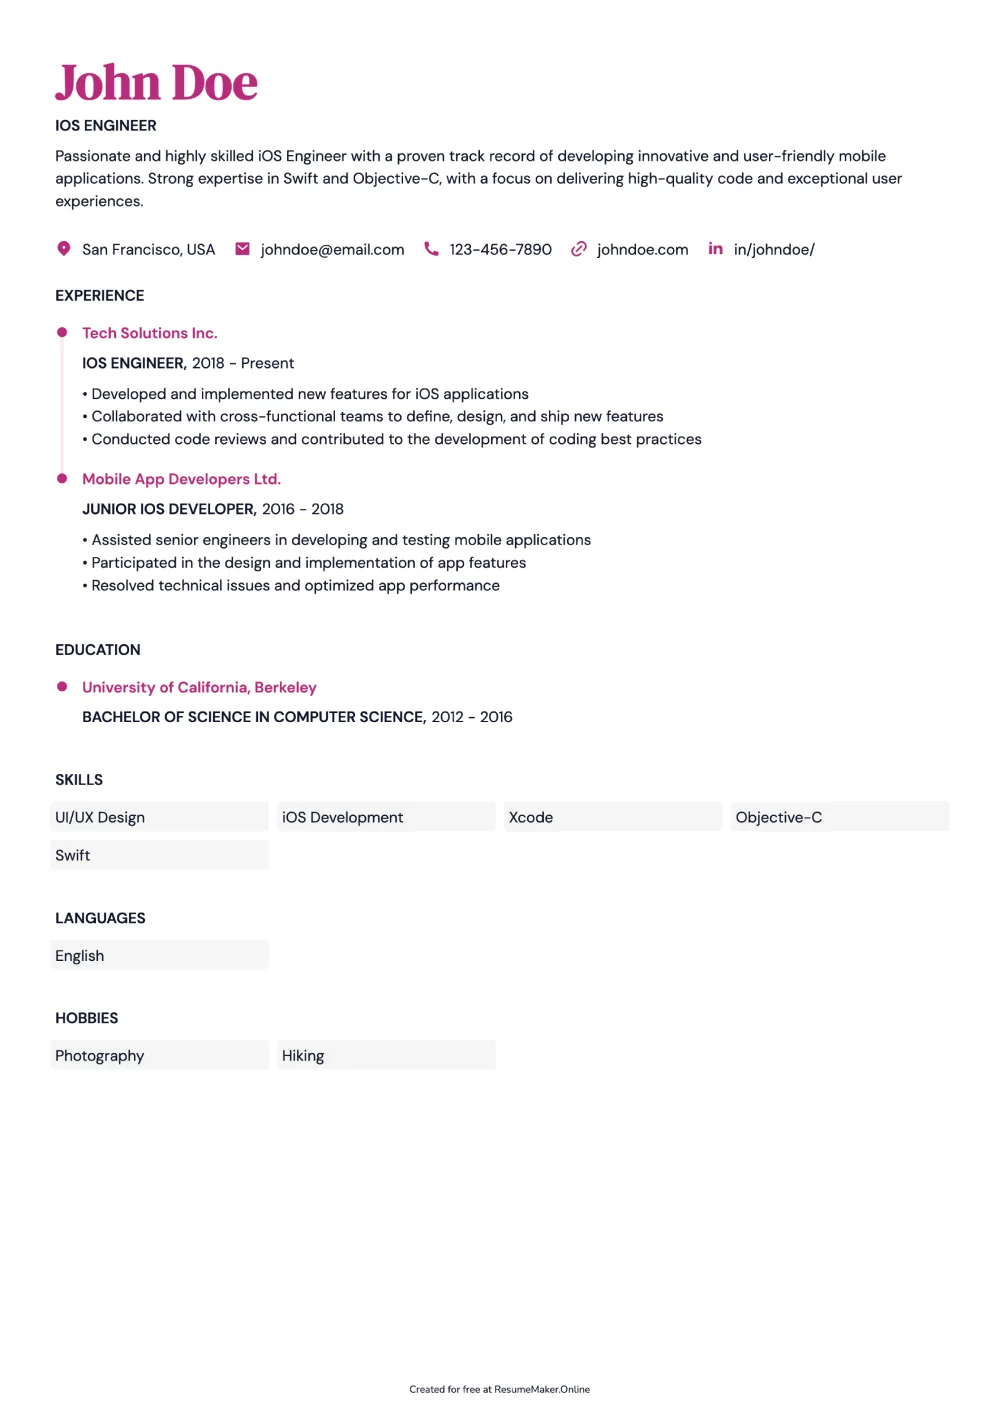 John Doe
IOS ENGINEER
Passionate and highly skilled iOS Engineer with a proven track record of developing innovative and user-friendly mobile
applications. Strong expertise in Swift and Objective-C, with a focus on delivering high-quality code and exceptional user
experiences.
San Francisco, USA johndoe@email.com 123-456-7890 johndoe.com in in/johndoe/
EXPERIENCE
Tech Solutions Inc.
IOS ENGINEER, 2018 - Present
• Developed and implemented new features for iOS applications
• Collaborated with cross-functional teams to define, design, and ship new features
• Conducted code reviews and contributed to the development of coding best practices
Mobile App Developers Ltd.
JUNIOR IOS DEVELOPER, 2016 - 2018
• Assisted senior engineers in developing and testing mobile applications
• Participated in the design and implementation of app features
• Resolved technical issues and optimized app performance
EDUCATION
University of California, Berkeley
BACHELOR OF SCIENCE IN COMPUTER SCIENCE, 2012 - 2016
SKILLS
UI/UX Design iOS Development Xcode Objective-C
Swift
LANGUAGES
English
HOBBIES
Photography Hiking
Created for free at ResumeMaker.Online